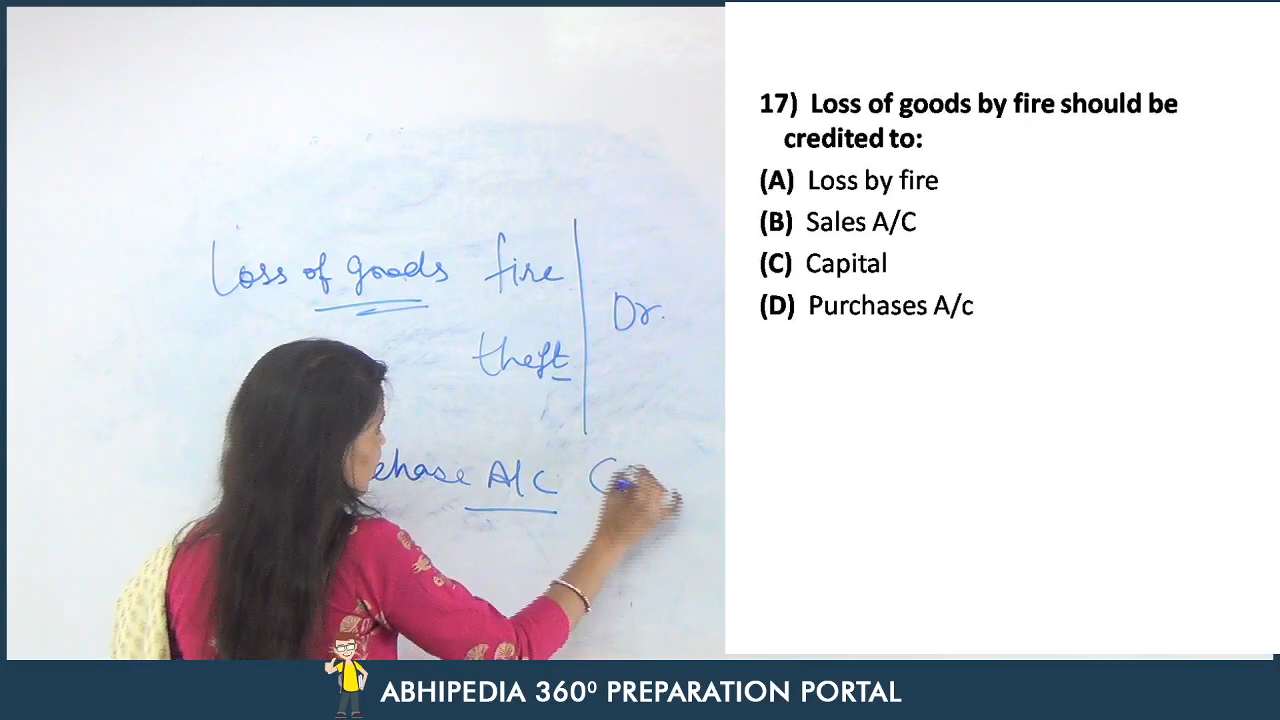 Loss of goods fire
Dr.
theft
A/C
17) Loss of goods by fire should be
credited to:
(A) Loss by fire
(B) Sales A/C
(C) Capital
(D) Purchases A/c
ABHIPEDIA 360⁰ PREPARATION PORTAL